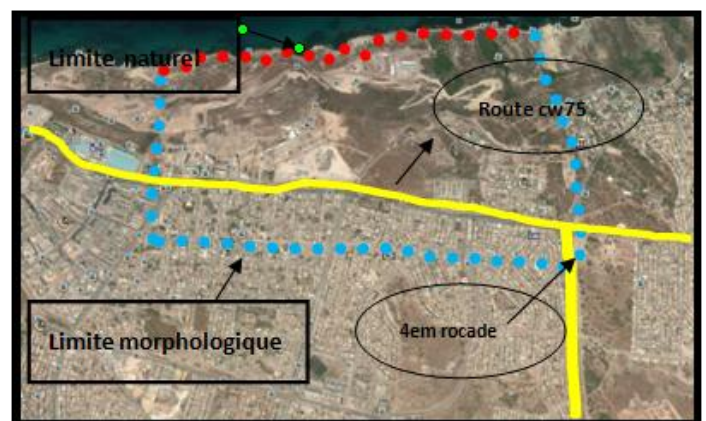 Limite naturel
Route cw75
Limite morphologique
4em rocade